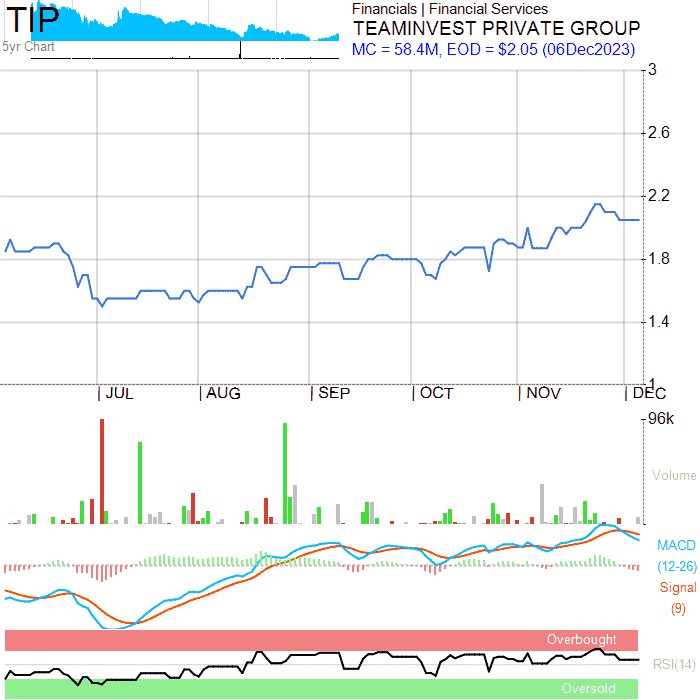 TIP
5yr Chart
Financials | Financial Services
TEAMINVEST PRIVATE GROUP
MC = 58.4M, EOD = $2.05 (06Dec2023)
3
2.6
2.2
1.8
1.4
1
JUL AUG SEP OCT NOV DEC
96k
Volume
MACD
(12-26)
Signal
(9)
Overbought
RSI(14)
Oversold